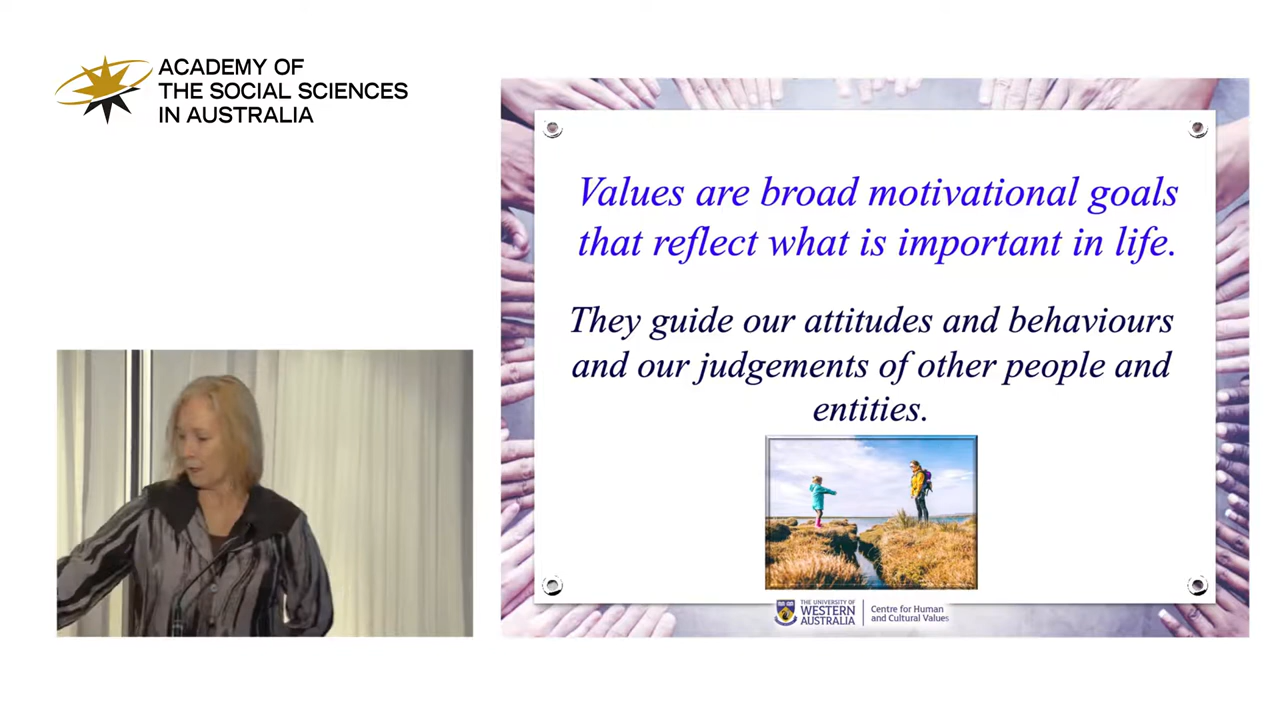 ACADEMY OF
THE SOCIAL SCIENCES
IN AUSTRALIA
Values are broad motivational goals
that reflect what is important in life.
They guide our attitudes and behaviours
and our judgements of other people and
entities.
THE UNIVERSITY OF
WESTERN
AUSTRALIA
Centre for Human
and Cultural Values